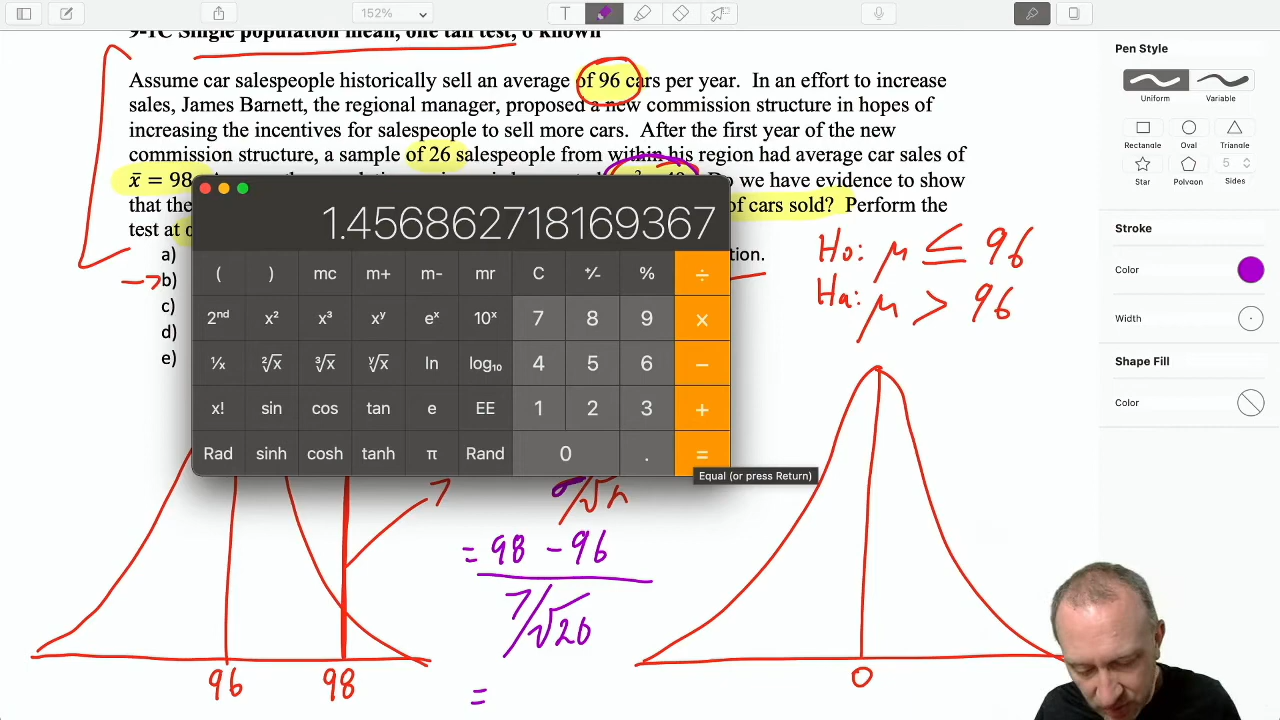 152%
9-1C Single population mean, one tail test, σ known
Assume car salespeople historically sell an average of 96 cars per year. In an effort to increase
sales, James Barnett, the regional manager, proposed a new commission structure in hopes of
increasing the incentives for salespeople to sell more cars. After the first year of the new
commission structure, a sample of 26 salespeople from within his region had average car sales of
x̄ = 98
Do we have evidence to show
that the
of cars sold? Perform the
test at
a)
tion.
b)
c)
d)
e)
1.456862718169367
( ) mc m+ m- mr C +/- % ÷
2nd x² x³ xʸ eˣ 10ˣ 7 8 9 ×
1/x ²√x ³√x ʸ√x ln log₁₀ 4 5 6 −
x! sin cos tan e EE 1 2 3 +
Rad sinh cosh tanh π Rand 0 . =
Equal (or press Return)
Ho: μ ≤ 96
Ha: μ > 96
σ/√n
= 98 - 96
7/√26
=
96 98
0
Pen Style
Uniform Variable
Rectangle Oval Triangle
Star Polygon 5 Sides
Stroke
Color
Width
Shape Fill
Color